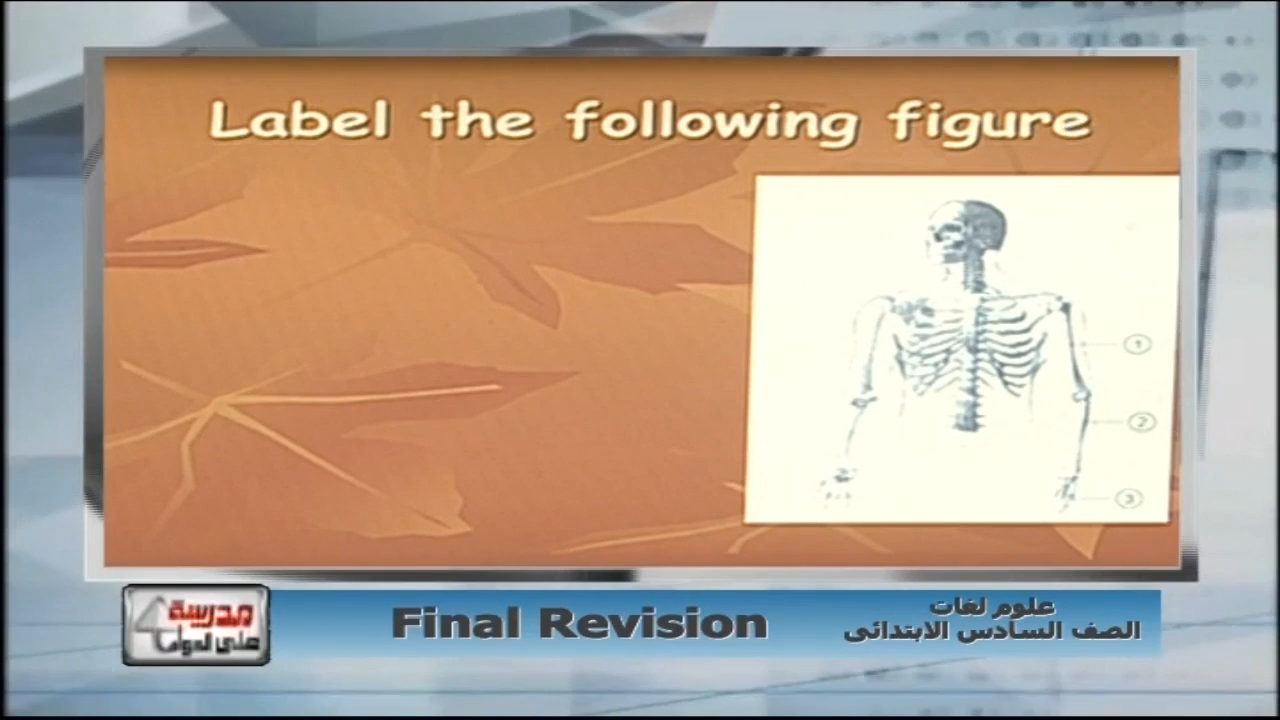 Label the following figure
1
2
3
مدرسة
على الهواء
Final Revision
علوم لغات
الصف السادس الابتدائى